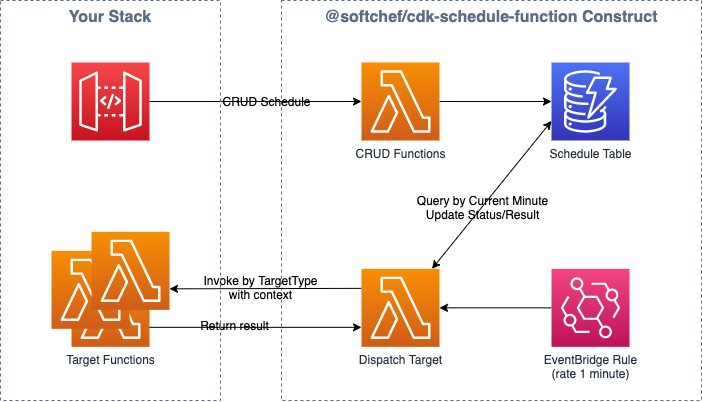 Your Stack
@softchef/cdk-schedule-function Construct
</>
CRUD Schedule
CRUD Functions
Schedule Table
Query by Current Minute
Update Status/Result
Invoke by TargetType
with context
Return result
Target Functions
Dispatch Target
EventBridge Rule
(rate 1 minute)